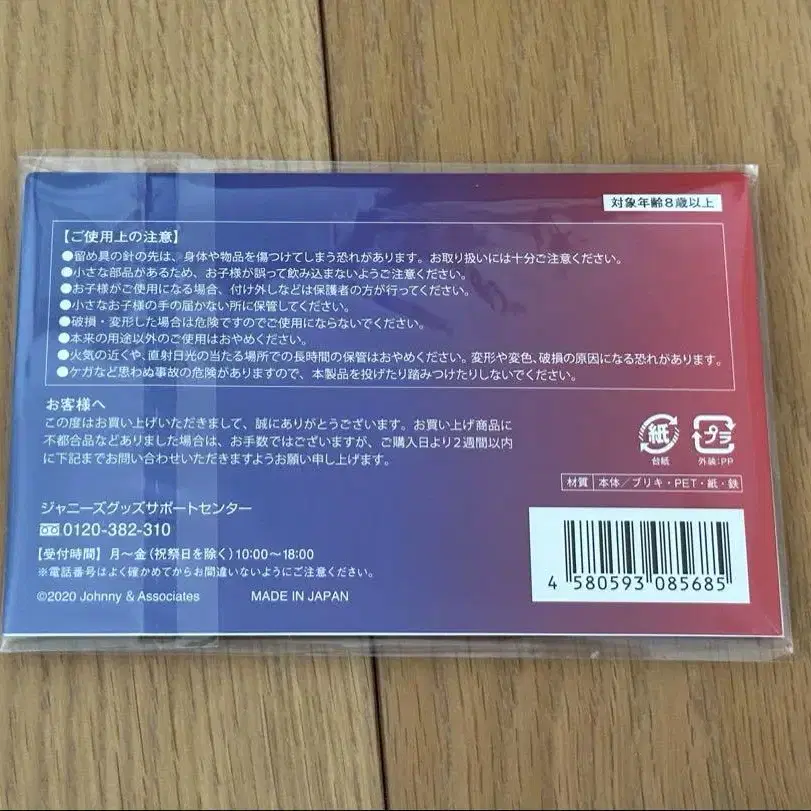 対象年齢8歳以上
【ご使用上の注意】
●留め具の針の先は、身体や物品を傷つけてしまう恐れがあります。お取り扱いには十分ご注意ください。
●小さな部品があるため、お子様が誤って飲み込まないようご注意ください。
●お子様がご使用になる場合、付け外しなどは保護者の方が行ってください。
●小さなお子様の手の届かない所に保管してください。
●破損・変形した場合は危険ですのでご使用にならないでください。
●本来の用途以外のご使用はおやめください。
●火気の近くや、直射日光の当たる場所での長時間の保管はおやめください。変形や変色、破損の原因になる恐れがあります。
●ケガなど思わぬ事故の危険がありますので、本製品を投げたり踏みつけたりしないでください。
お客様へ
この度はお買い上げいただきまして、誠にありがとうございます。お買い上げ商品に
不都合品などありました場合は、お手数ではございますが、ご購入日より2週間以内
に下記までお問い合わせいただきますようお願い申し上げます。
紙
台紙
プラ
外装:PP
材質 本体/ブリキ・PET・紙・鉄
ジャニーズグッズサポートセンター
0120-382-310
【受付時間】月~金(祝祭日を除く)10:00~18:00
※電話番号はよく確かめてからお間違いないようにご注意ください。
©2020 Johnny & Associates MADE IN JAPAN
4 580593 085685